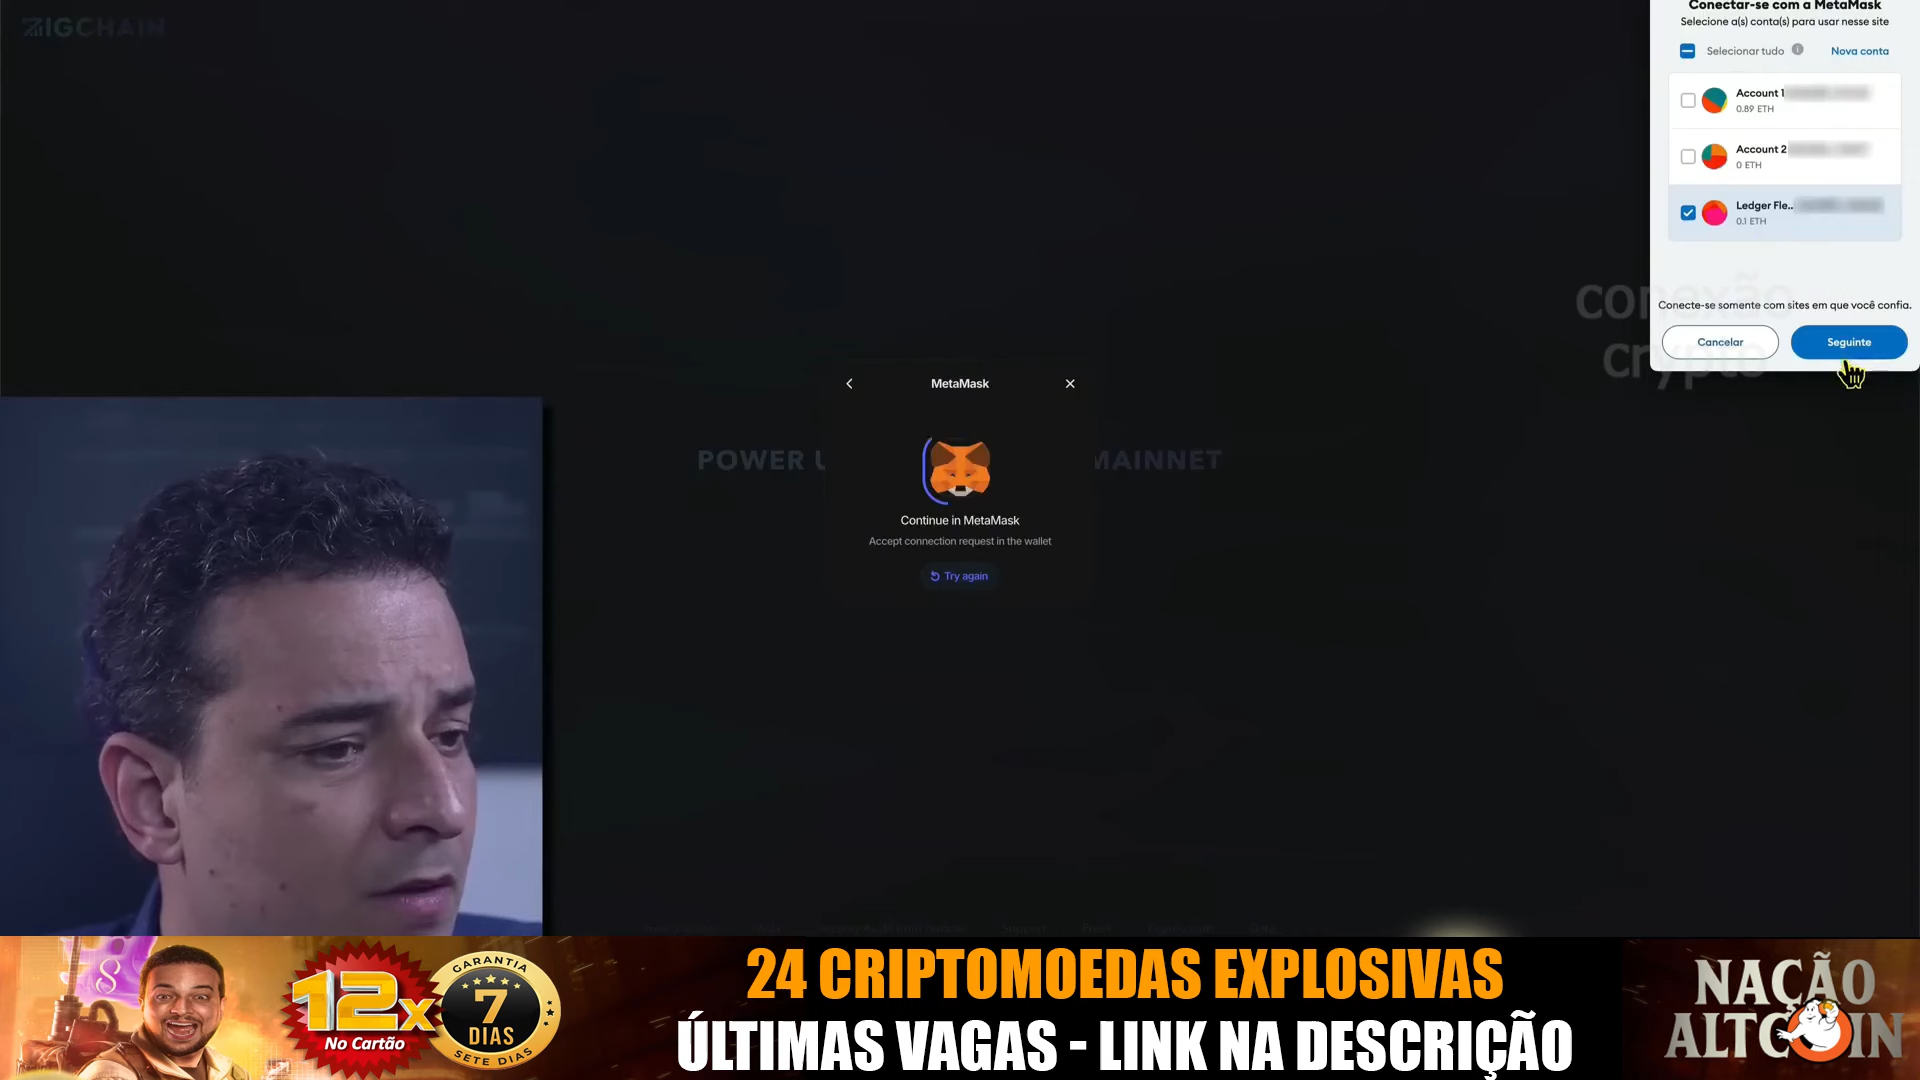 ZIGCHAIN
Conectar-se com a MetaMask
Selecione a(s) conta(s) para usar nesse site
Selecionar tudo
Nova conta
Account 1
0.89 ETH
Account 2
0 ETH
Ledger Fle..
0.1 ETH
conexão
crypto
Conecte-se somente com sites em que você confia.
Cancelar
Seguinte
MetaMask
POWER U
MAINNET
Continue in MetaMask
Accept connection request in the wallet
Try again
12x
No Cartão
GARANTIA
7
DIAS
SETE DIAS
24 CRIPTOMOEDAS EXPLOSIVAS
ÚLTIMAS VAGAS - LINK NA DESCRIÇÃO
NAÇÃO
ALTCOIN